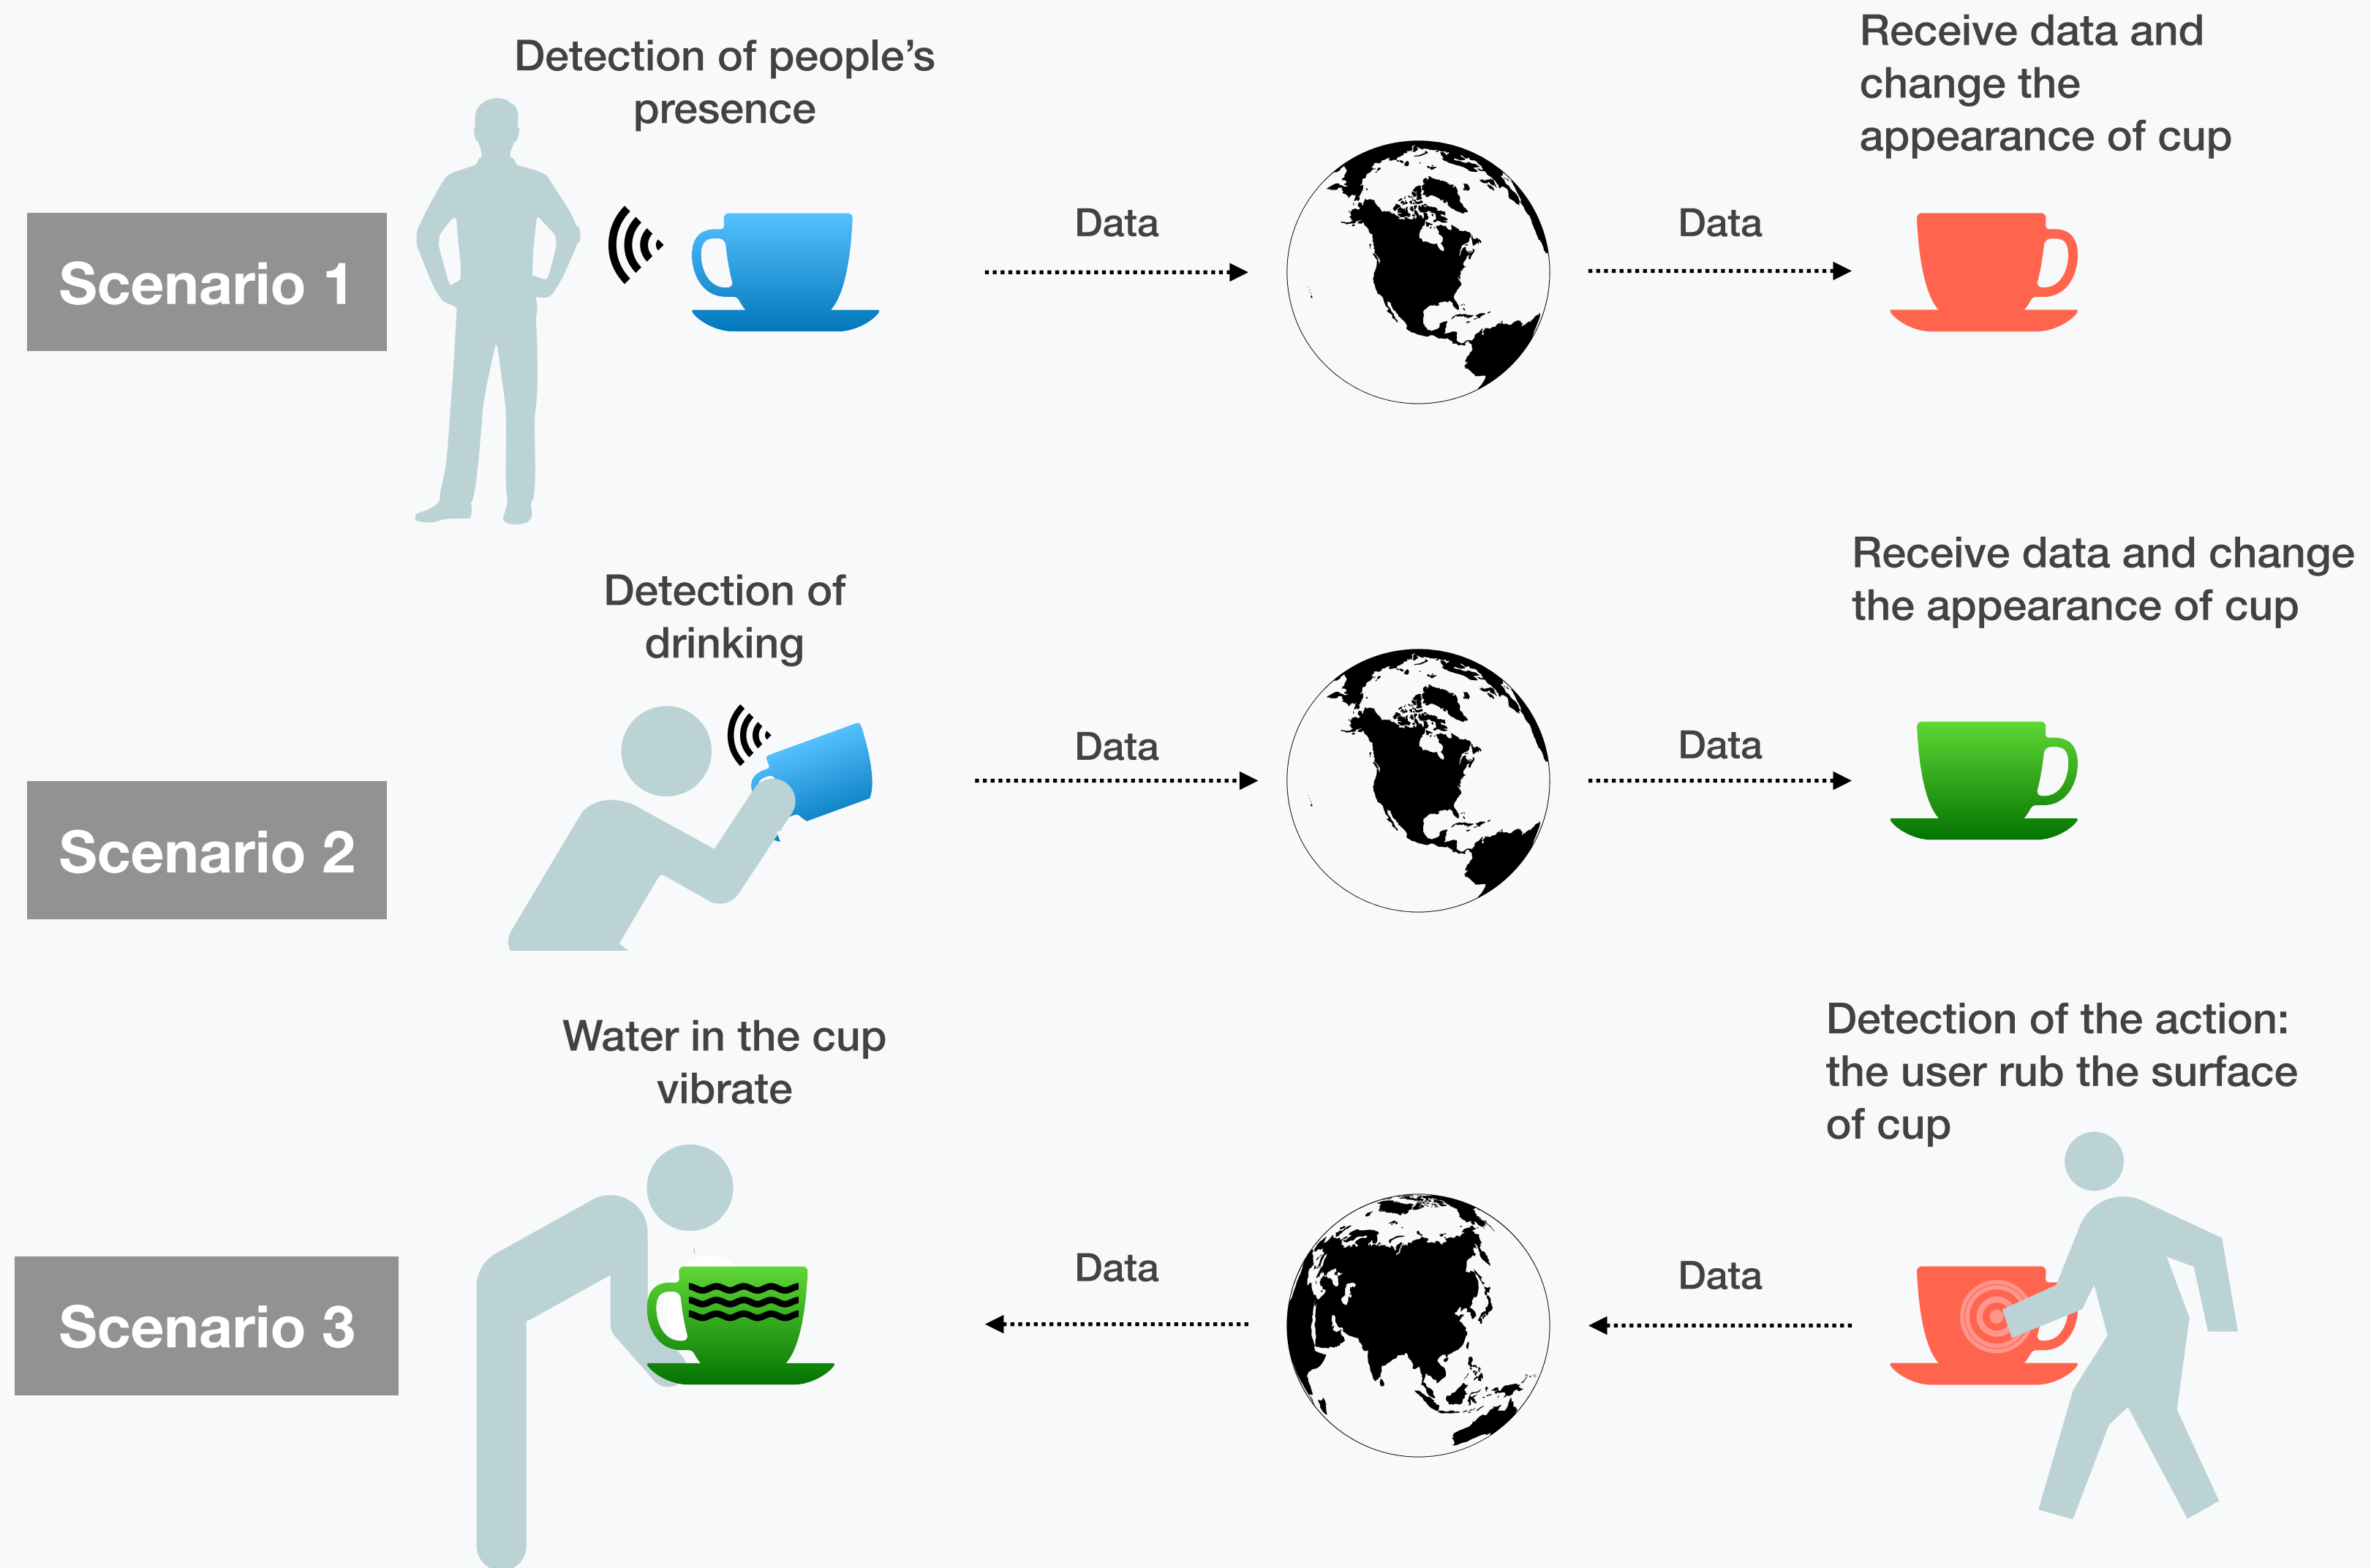 Detection of people's
presence
Receive data and
change the
appearance of cup
Scenario 1
Data
Data
Detection of
drinking
Receive data and change
the appearance of cup
Scenario 2
Data
Data
Water in the cup
vibrate
Detection of the action:
the user rub the surface
of cup
Scenario 3
Data
Data